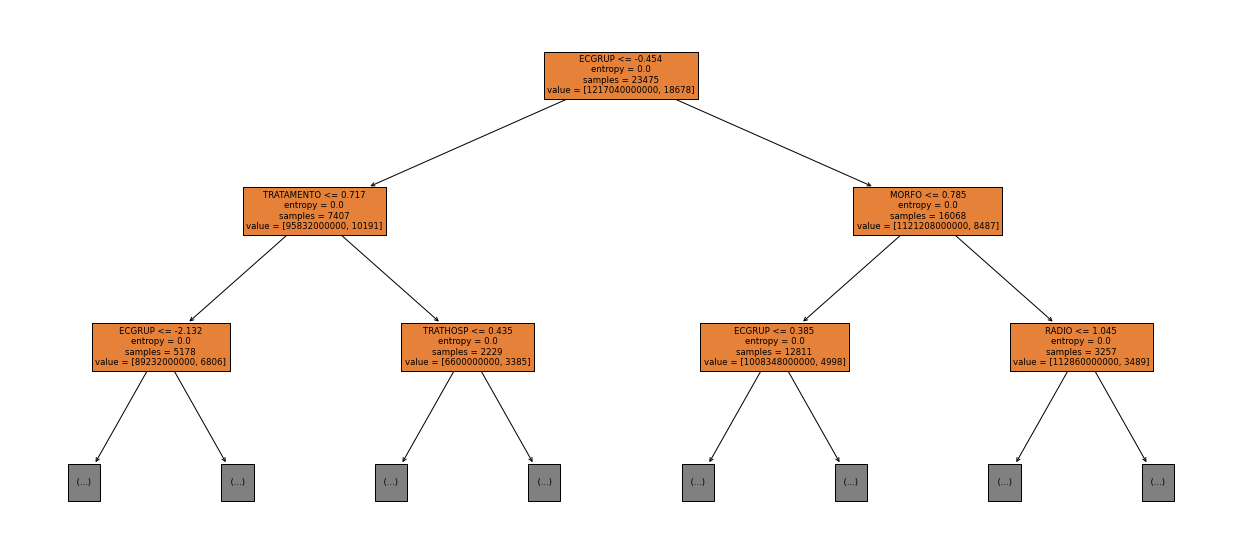 ECGRUP <= -0.454
entropy = 0.0
samples = 23475
value = [1217040000000, 18678]
TRATAMENTO <= 0.717
entropy = 0.0
samples = 7407
value = [95832000000, 10191]
MORFO <= 0.785
entropy = 0.0
samples = 16068
value = [1121208000000, 8487]
ECGRUP <= -2.132
entropy = 0.0
samples = 5178
value = [89232000000, 6806]
TRATHOSP <= 0.435
entropy = 0.0
samples = 2229
value = [6600000000, 3385]
ECGRUP <= 0.385
entropy = 0.0
samples = 12811
value = [1008348000000, 4998]
RADIO <= 1.045
entropy = 0.0
samples = 3257
value = [112860000000, 3489]
(...)
(...)
(...)
(...)
(...)
(...)
(...)
(...)